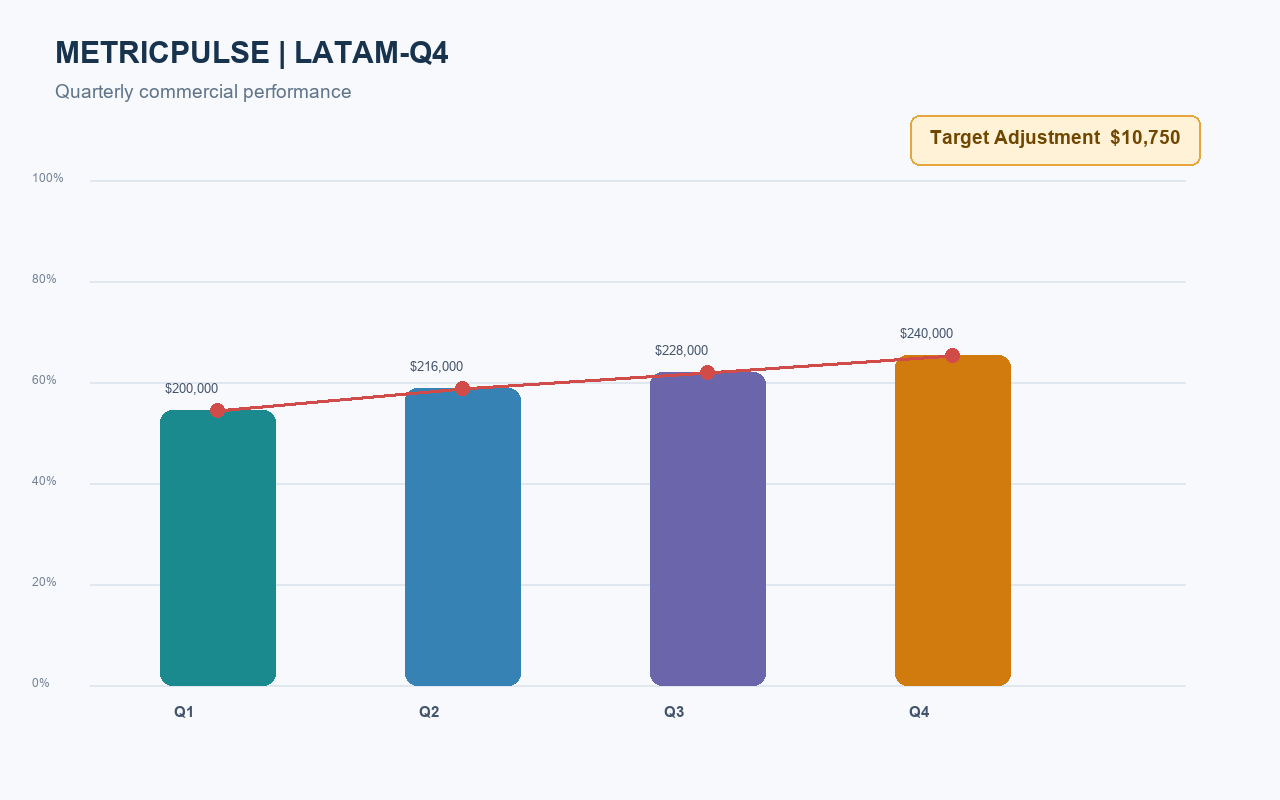 METRICPULSE | LATAM-Q4
Quarterly commercial performance
Target Adjustment  $10,750
100%
80%
60%
40%
20%
0%
$200,000
$216,000
$228,000
$240,000
Q1
Q2
Q3
Q4